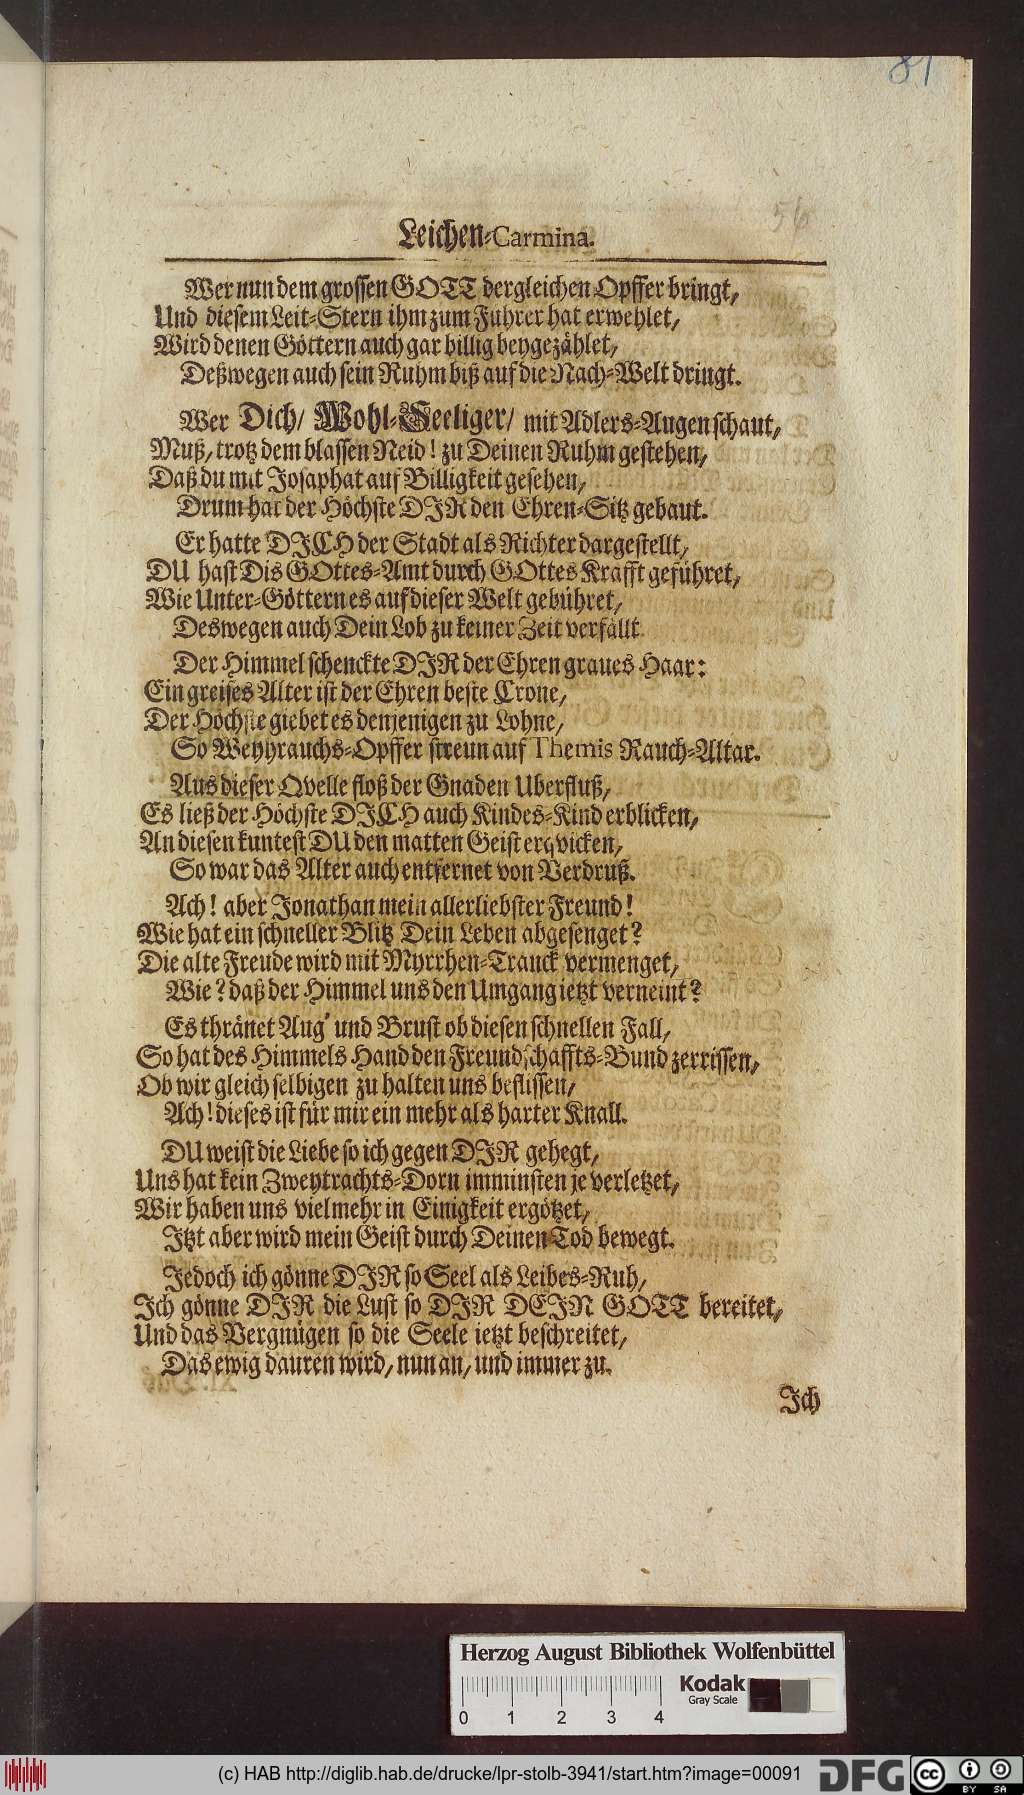 81
56
Leichen-Carmina.
Wer nun dem grossen GOTT dergleichen Opffer bringt,
Und diesem Leit-Stern ihm zum Fuhrer hat erwehlet,
Wird denen Göttern auch gar billig beygezählet,
Deßwegen auch sein Ruhm biß auf die Nach-Welt dringt.
Wer Dich/ Wohl-Seeliger/ mit Adlers-Augen schaut,
Muß, trotz dem blassen Neid! zu Deinen Ruhm gestehen,
Daß du mit Josaphat auf Billigkeit gesehen,
Drum hat der Höchste DIR den Ehren-Sitz gebaut.
Er hatte DICH der Stadt als Richter dargestellt,
DU hast Dis GOttes-Amt durch GOttes Krafft geführet,
Wie Unter-Göttern es auf dieser Welt gebühret,
Deswegen auch Dein Lob zu keiner Zeit verfällt.
Der Himmel schenckte DIR der Ehren graues Haar:
Ein greises Alter ist der Ehren beste Crone,
Der Höchste giebet es denjenigen zu Lohne,
So Weyhrauchs-Opffer streun auf Themis Rauch-Altar.
Aus dieser Qvelle floß der Gnaden Uberfluß,
Es ließ der Höchste DICH auch Kindes-Kind erblicken,
An diesen kuntest DU den matten Geist erqvicken,
So war das Alter auch entfernet von Verdruß.
Ach! aber Jonathan mein allerliebster Freund!
Wie hat ein schneller Blitz Dein Leben abgesenget?
Die alte Freude wird mit Myrrhen-Tranck vermenget,
Wie? daß der Himmel uns den Umgang ietzt verneint?
Es thränet Aug' und Brust ob diesen schnellen Fall,
So hat des Himmels Hand den Freundschaffts-Bund zerrissen,
Ob wir gleich selbigen zu halten uns beflissen,
Ach! dieses ist für mir ein mehr als harter Knall.
DU weist die Liebe so ich gegen DIR gehegt,
Uns hat kein Zweytrachts-Dorn im minsten je verletzet,
Wir haben uns vielmehr in Einigkeit ergötzet,
Itzt aber wird mein Geist durch Deinen Tod bewegt.
Jedoch ich gönne DIR so Seel als Leibes-Ruh,
Ich gönne DIR die Lust so DIR DEIN GOTT bereitet,
Und das Vergnügen so die Seele ietzt beschreitet,
Das ewig dauren wird, nun an, und immer zu.
Ich
Herzog August Bibliothek Wolfenbüttel
Kodak
Gray Scale
0 1 2 3 4
(c) HAB http://diglib.hab.de/drucke/lpr-stolb-3941/start.htm?image=00091
DFG
cc BY SA